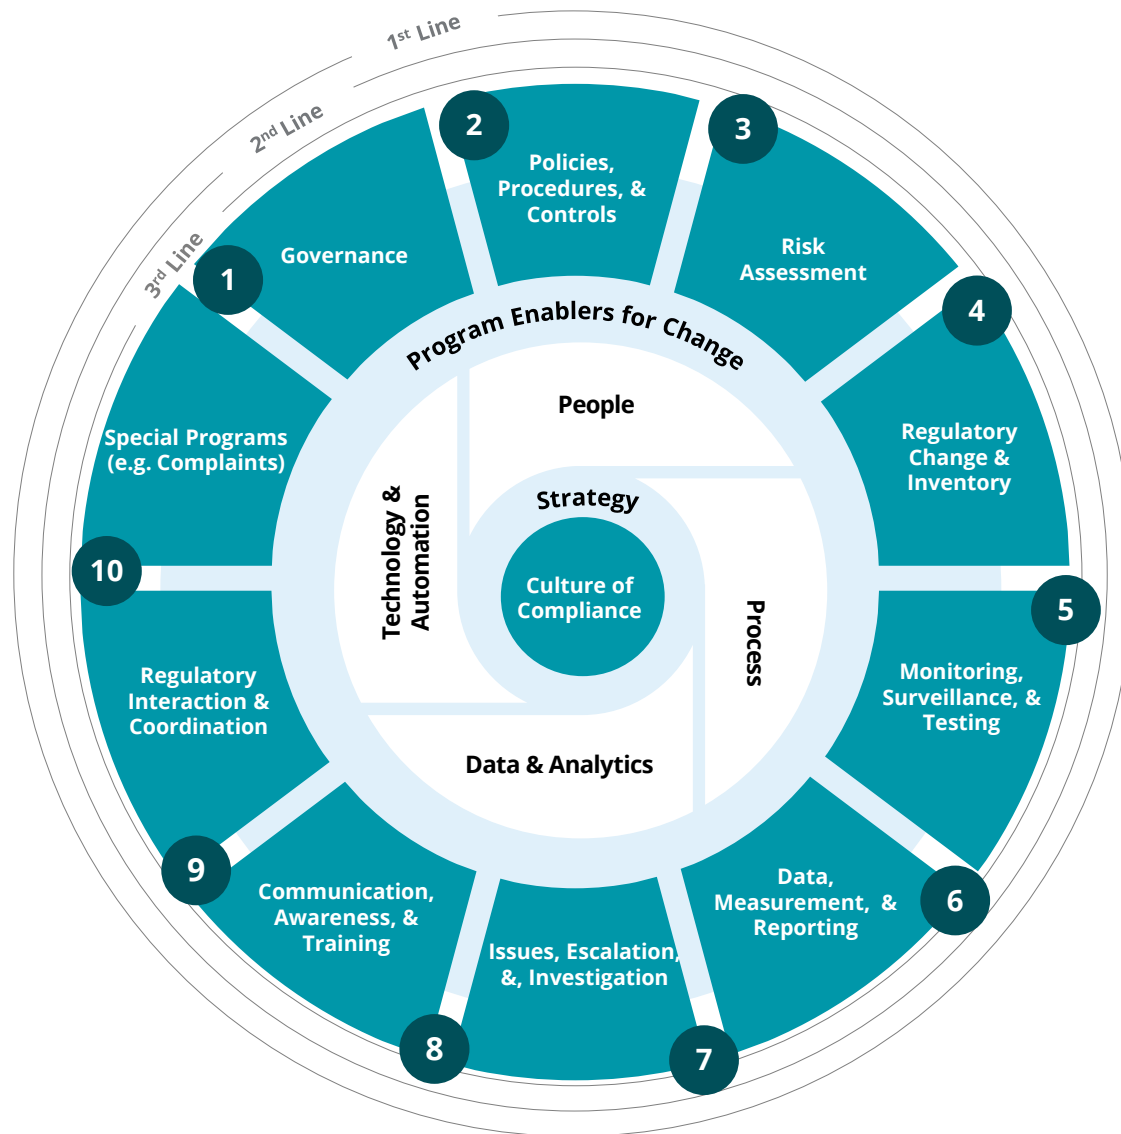 1st Line
2nd Line
3rd Line
1
Governance
2
Policies,
Procedures, &
Controls
3
Risk
Assessment
4
Regulatory
Change &
Inventory
5
Monitoring,
Surveillance, &
Testing
6
Data,
Measurement, &
Reporting
7
Issues, Escalation,
&, Investigation
8
Communication,
Awareness, &
Training
9
Regulatory
Interaction &
Coordination
10
Special Programs
(e.g. Complaints)
Program Enablers for Change
People
Process
Data & Analytics
Technology &
Automation
Strategy
Culture of
Compliance